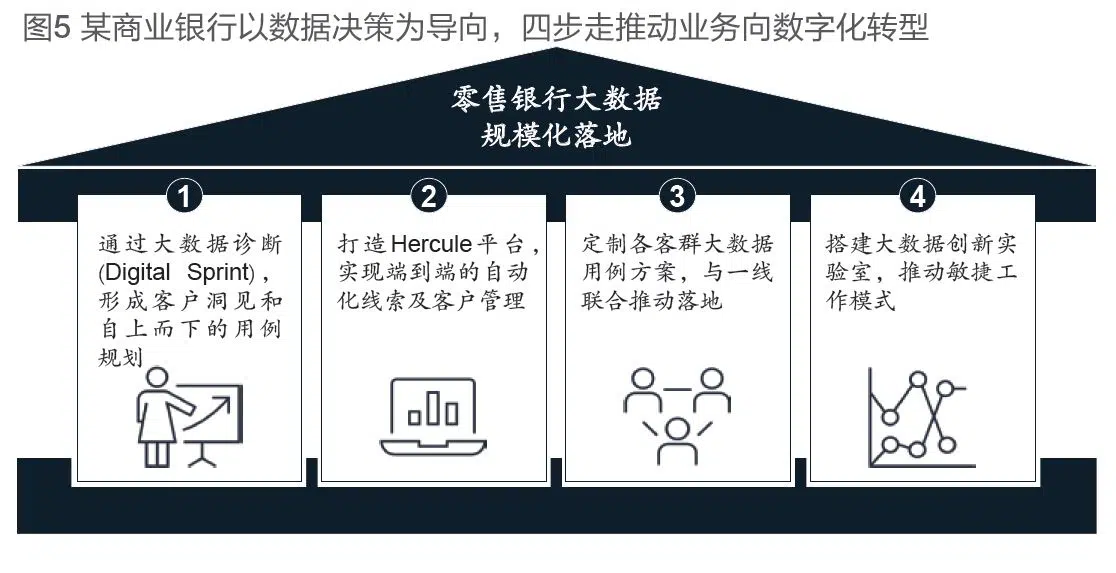 图5 某商业银行以数据决策为导向，四步走推动业务向数字化转型
零售银行大数据
规模化落地
1
通过大数据诊断
(Digital Sprint)，
形成客户洞见和
自上而下的用例
规划
2
打造Hercule平台，
实现端到端的自动
化线索及客户管理
3
定制各客群大数据
用例方案，与一线
联合推动落地
4
搭建大数据创新实
验室，推动敏捷工
作模式